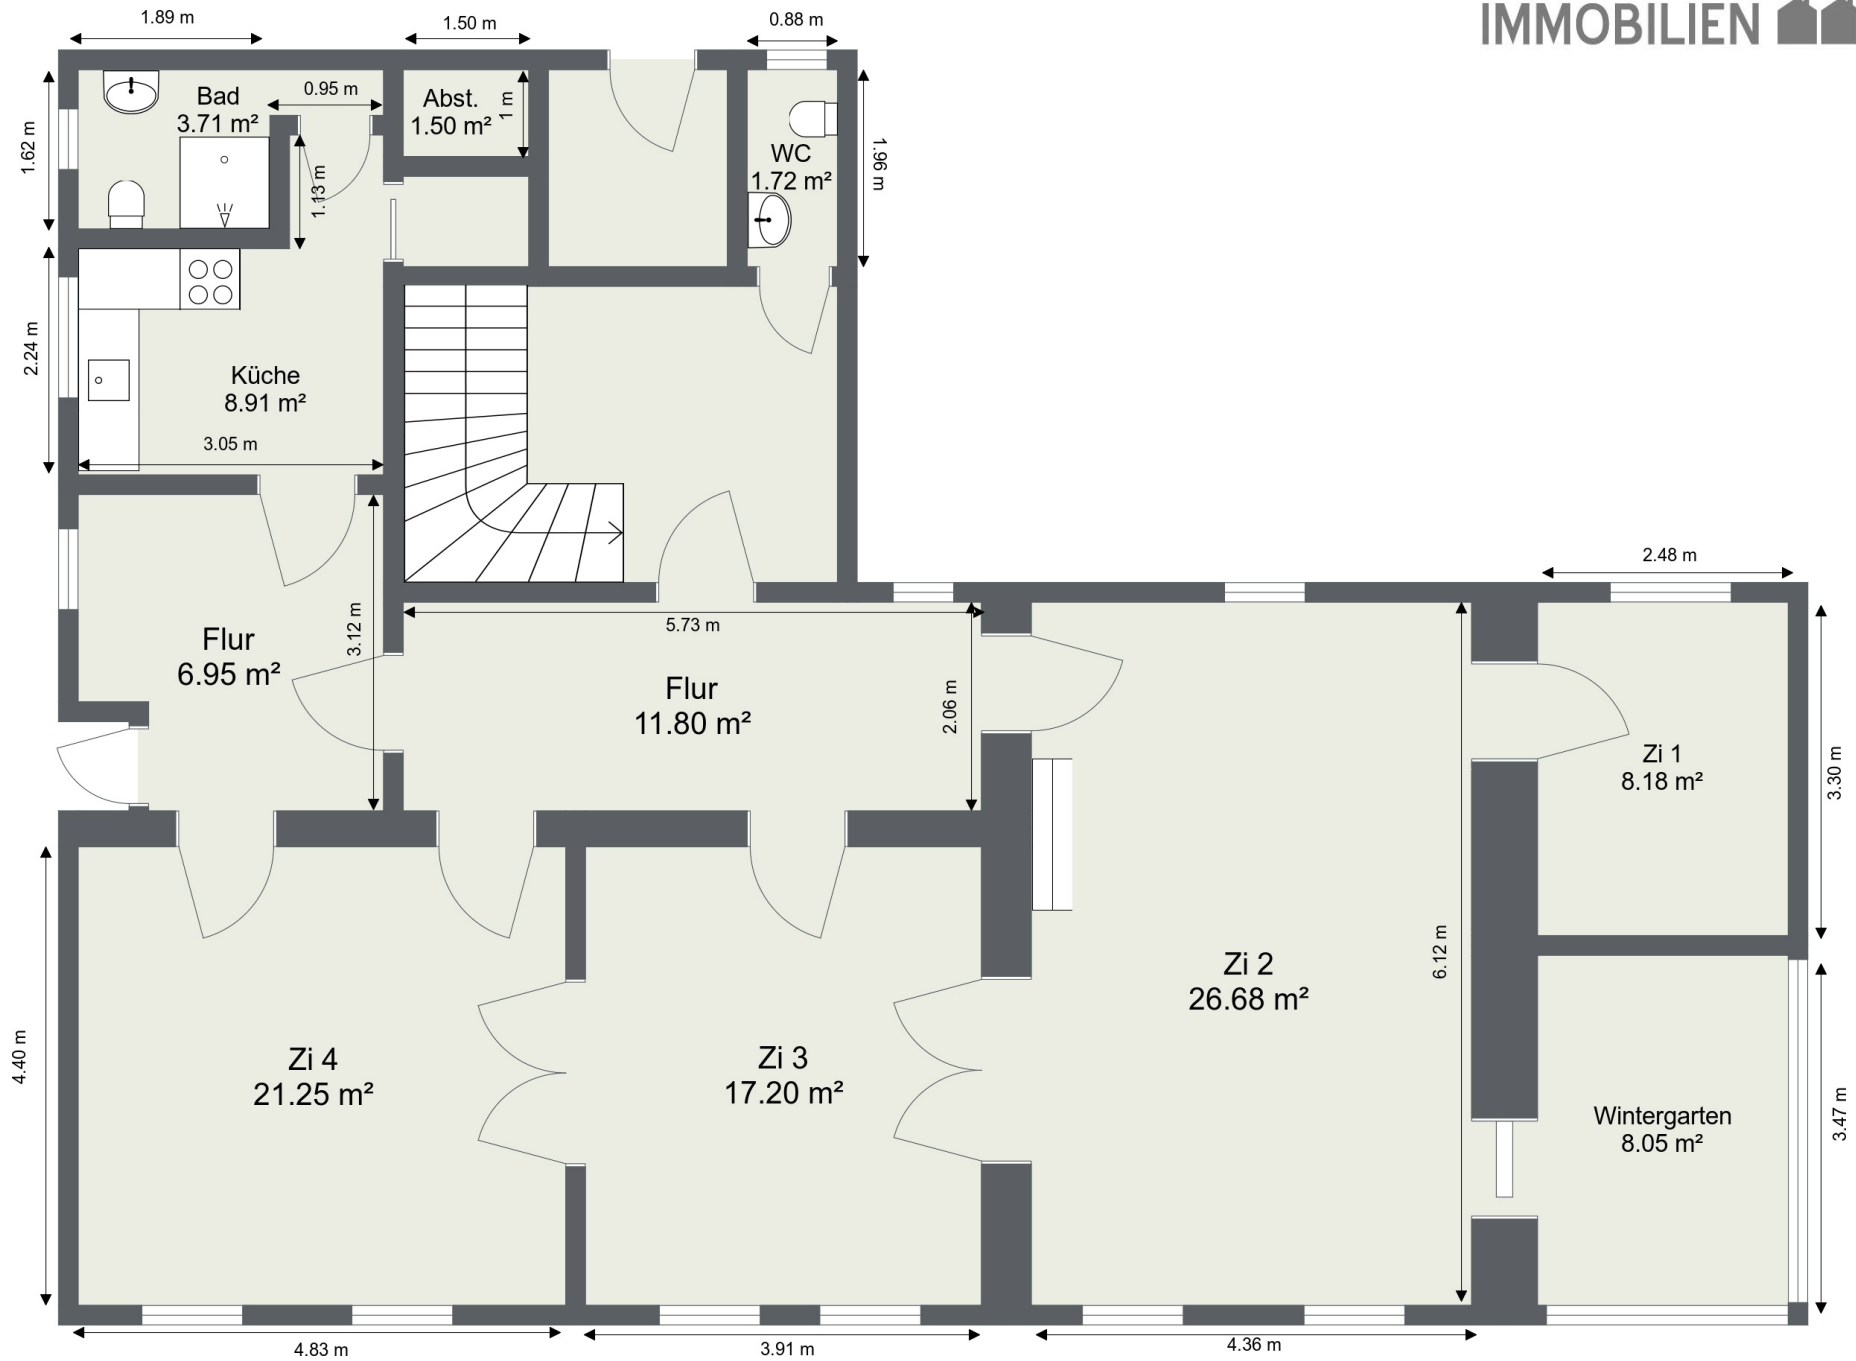 IMMOBILIEN
1.89 m
1.50 m
0.88 m
1.62 m
Bad
3.71 m²
0.95 m
1.13 m
Abst.
1.50 m²
1 m
WC
1.72 m²
1.96 m
2.24 m
Küche
8.91 m²
3.05 m
Flur
6.95 m²
3.12 m
5.73 m
Flur
11.80 m²
2.06 m
2.48 m
Zi 1
8.18 m²
3.30 m
Zi 2
26.68 m²
6.12 m
4.40 m
Zi 4
21.25 m²
Zi 3
17.20 m²
Wintergarten
8.05 m²
3.47 m
4.83 m
3.91 m
4.36 m